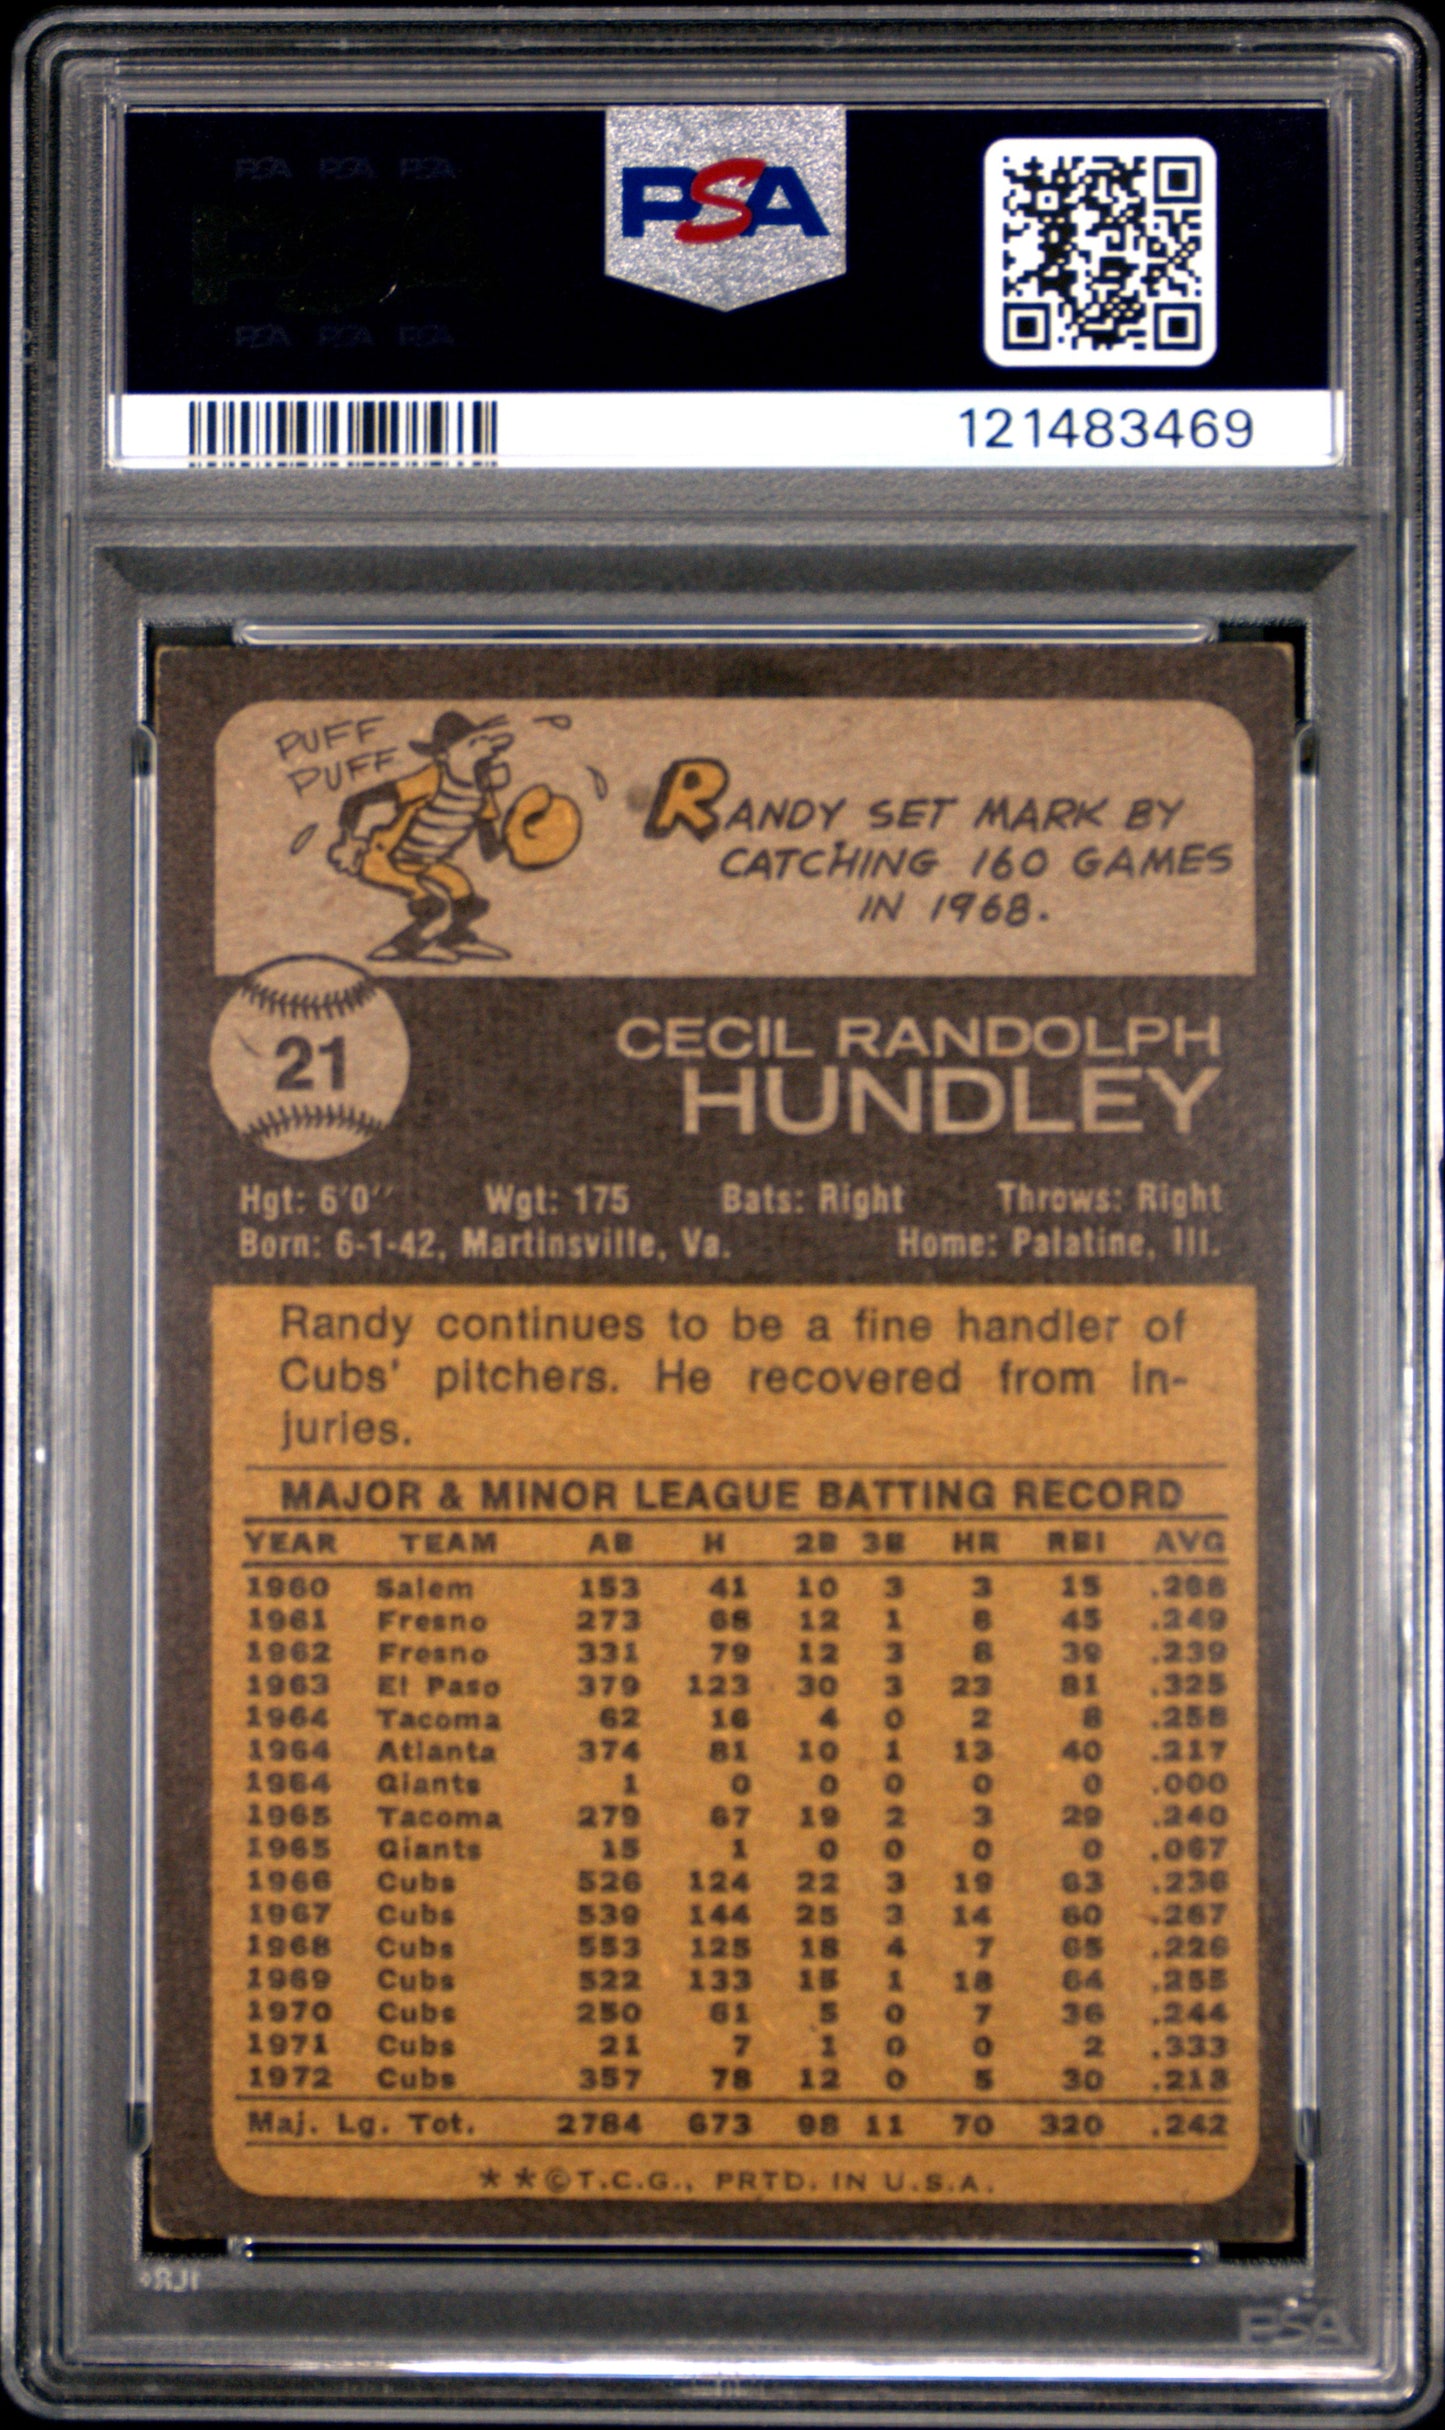 PSA PSA PSA
PSA
PSA PSA PSA
121483469
PUFF
PUFF
RANDY SET MARK BY
CATCHING 160 GAMES
IN 1968.
21
CECIL RANDOLPH
HUNDLEY
Hgt: 6'0'' Wgt: 175 Bats: Right Throws: Right
Born: 6-1-42, Martinsville, Va. Home: Palatine, Ill.
Randy continues to be a fine handler of
Cubs' pitchers. He recovered from in-
juries.
MAJOR & MINOR LEAGUE BATTING RECORD
YEAR TEAM AB H 2B 3B HR RBI AVG
1960 Salem 153 41 10 3 3 15 .268
1961 Fresno 273 68 12 1 6 45 .249
1962 Fresno 331 79 12 3 8 39 .239
1963 El Paso 379 123 30 3 23 81 .325
1964 Tacoma 62 16 4 0 2 8 .258
1964 Atlanta 374 81 10 1 13 40 .217
1964 Giants 1 0 0 0 0 0 .000
1965 Tacoma 279 67 19 2 3 29 .240
1965 Giants 15 1 0 0 0 0 .067
1966 Cubs 526 124 22 3 19 63 .236
1967 Cubs 539 144 25 3 14 60 .267
1968 Cubs 553 125 18 4 7 65 .226
1969 Cubs 522 133 15 1 18 64 .255
1970 Cubs 250 61 5 0 7 36 .244
1971 Cubs 21 7 1 0 0 2 .333
1972 Cubs 357 78 12 0 5 30 .218
Maj. Lg. Tot. 2784 673 98 11 70 320 .242
**©T.C.G., PRTD. IN U.S.A.
PSA